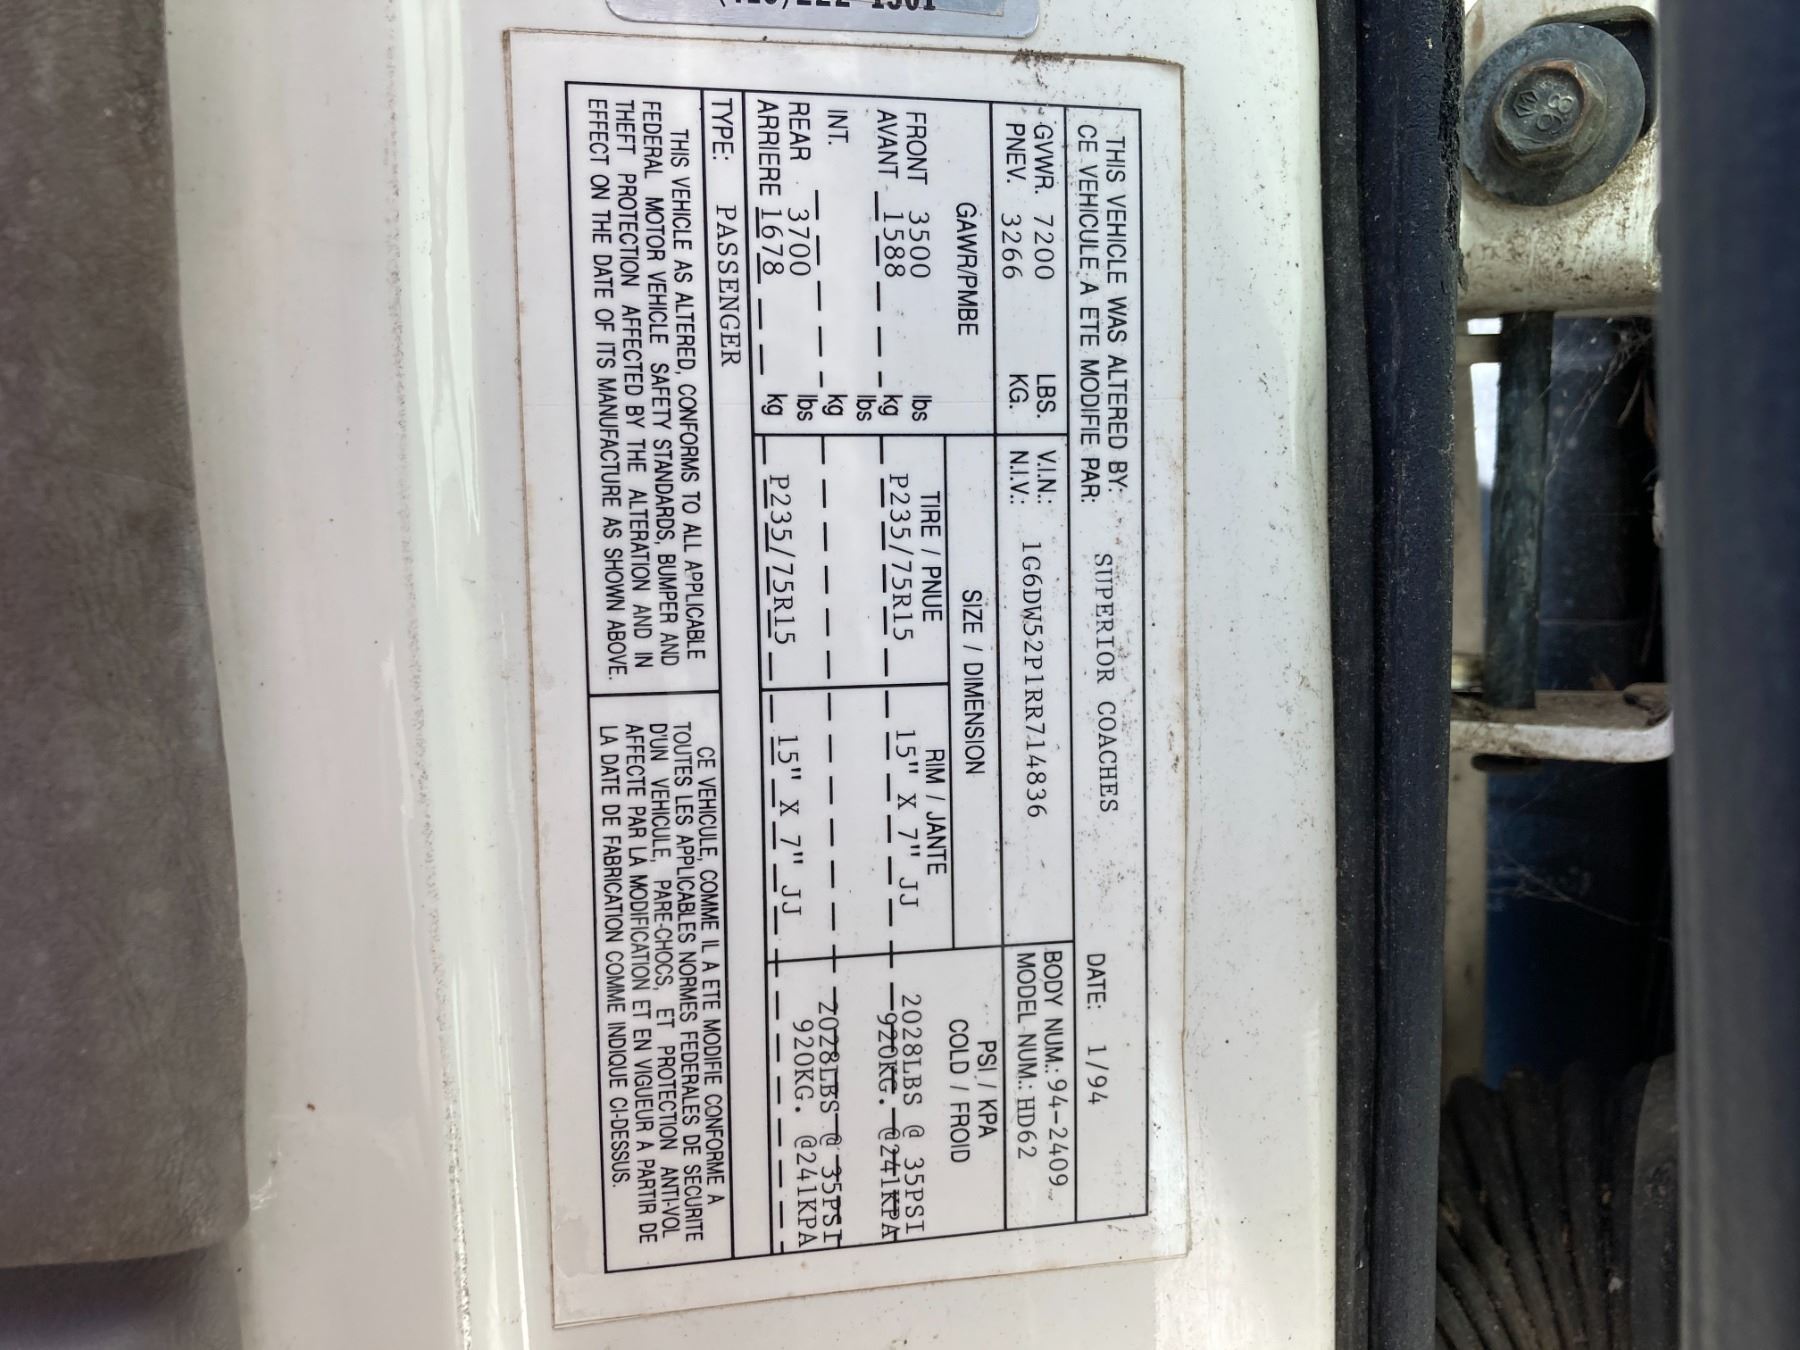 THIS VEHICLE WAS ALTERED BY: SUPERIOR COACHES DATE: 1/94
CE VEHICULE A ETE MODIFIE PAR:
GVWR. 7200 LBS. V.I.N.: 1G6DW52P1RR714836 BODY NUM.: 94-2409
PNEV. 3266 KG. N.I.V.: MODEL NUM.: HD62
GAWR/PMBE SIZE / DIMENSION PSI / KPA
COLD / FROID
TIRE / PNUE RIM / JANTE
FRONT 3500 lbs P235/75R15 15" X 7" JJ 2028LBS @ 35PSI
AVANT 1588 kg 920KG. @241KPA
INT. lbs
kg
REAR 3700 lbs P235/75R15 15" X 7" JJ 2028LBS @ 35PSI
ARRIERE 1678 kg 920KG. @241KPA
TYPE: PASSENGER
THIS VEHICLE AS ALTERED, CONFORMS TO ALL APPLICABLE
FEDERAL MOTOR VEHICLE SAFETY STANDARDS, BUMPER AND
THEFT PROTECTION AFFECTED BY THE ALTERATION AND IN
EFFECT ON THE DATE OF ITS MANUFACTURE AS SHOWN ABOVE.
CE VEHICULE, COMME IL A ETE MODIFIE CONFORME A
TOUTES LES APPLICABLES NORMES FEDERALES DE SECURITE
D'UN VEHICULE, PARE-CHOCS, ET PROTECTION ANTI-VOL
AFFECTE PAR LA MODIFICATION ET EN VIGUEUR A PARTIR DE
LA DATE DE FABRICATION COMME INDIQUE CI-DESSUS.